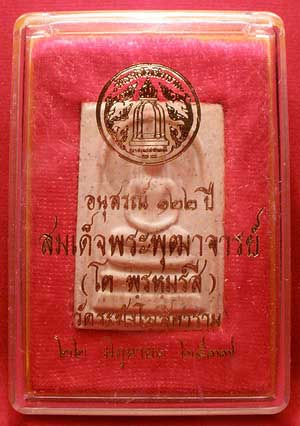 อนุสรณ์ ๑๒๒ ปี
สมเด็จพระพุฒาจารย์
(โต พรหมรํสี)
วัดระฆังโฆสิตาราม
๒๒ มิถุนายน ๒๕๓๗